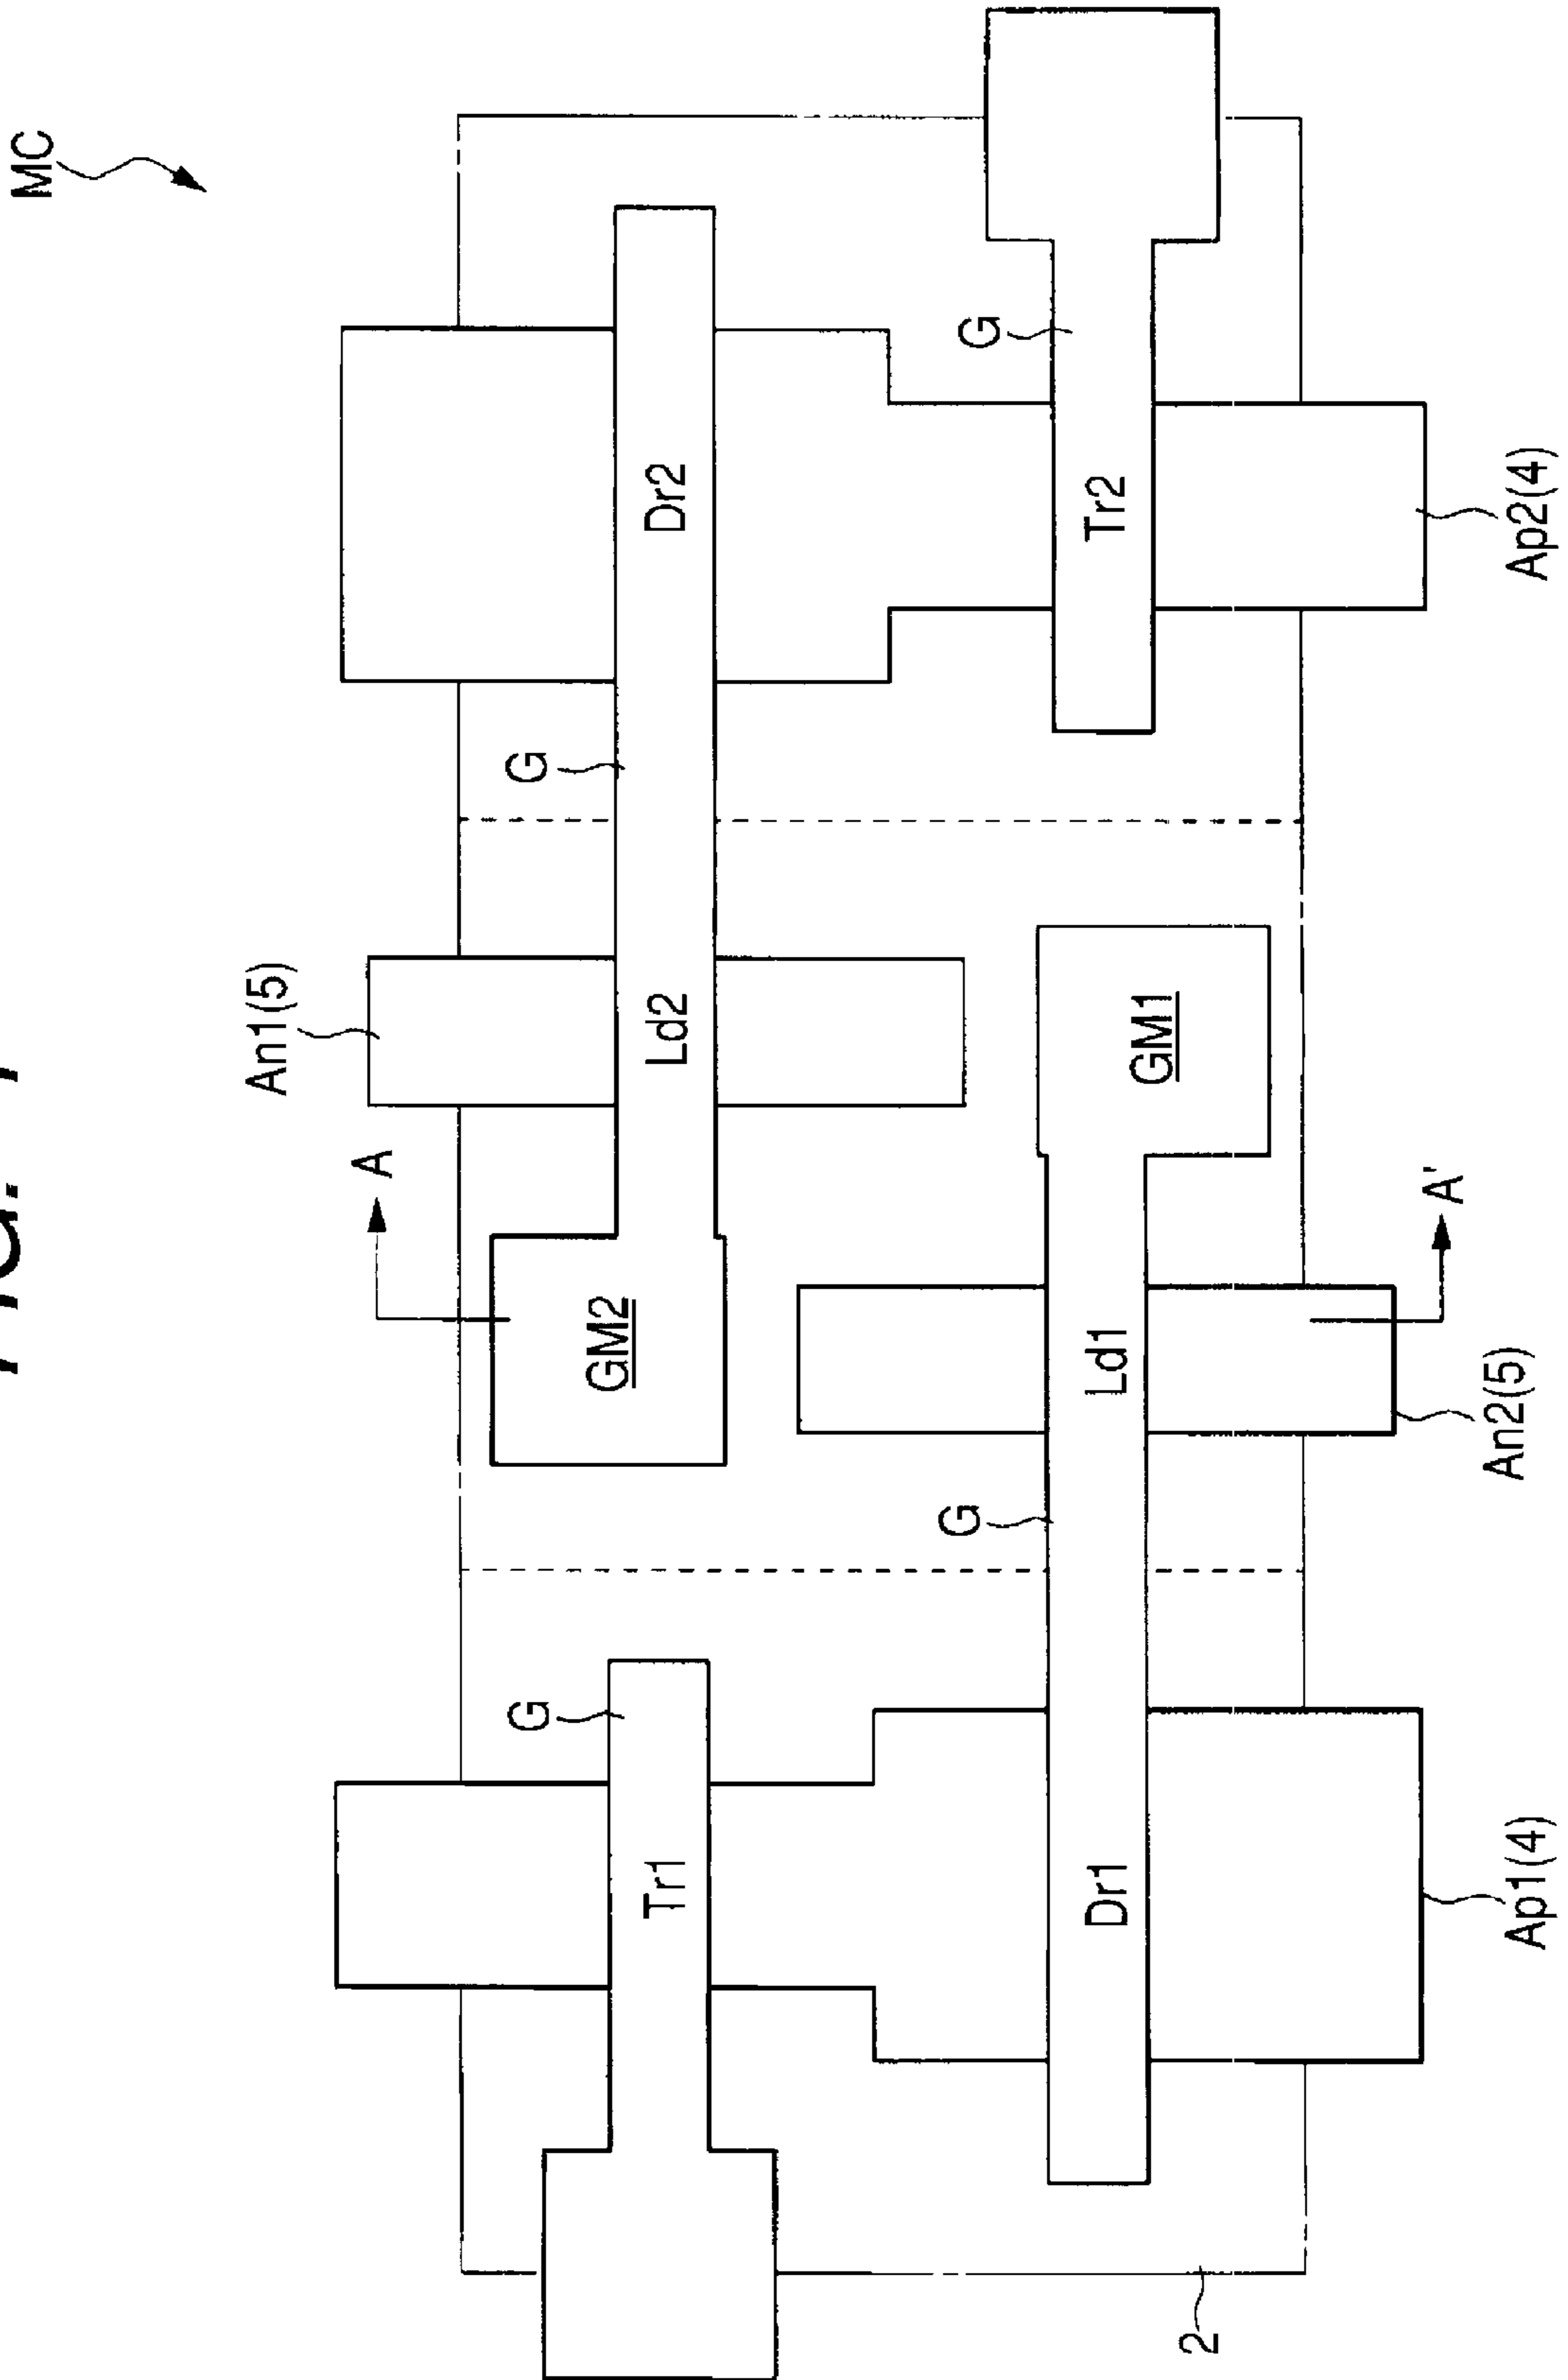 MC
An1(5)
A
G
G
Dr2
Tr2
Ld2
GM2
GM1
G
G
Ld1
Tr1
Dr1
A'
Ap2(4)
An2(5)
Ap1(4)
2